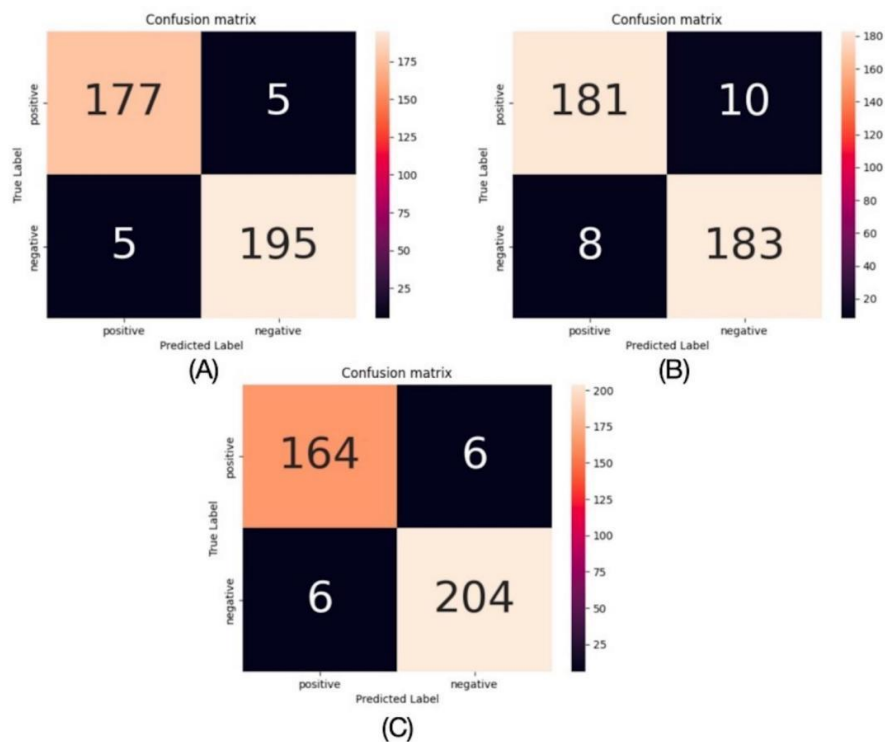 Confusion matrix
positive
negative
True Label
177 5
5 195
positive negative
Predicted Label
175
150
125
100
75
50
25
(A)
Confusion matrix
positive
negative
True Label
181 10
8 183
positive negative
Predicted Label
180
160
140
120
100
80
60
40
20
(B)
Confusion matrix
positive
negative
True Label
164 6
6 204
positive negative
Predicted Label
200
175
150
125
100
75
50
25
(C)